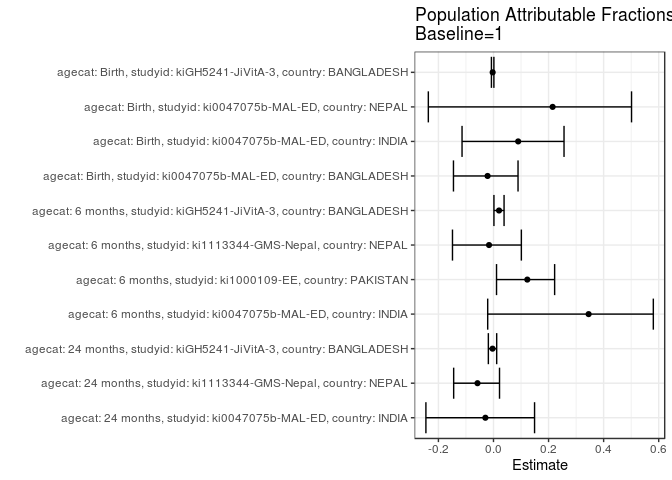 Population Attributable Fractions
Baseline=1
agecat: Birth, studyid: kiGH5241-JiVitA-3, country: BANGLADESH
agecat: Birth, studyid: ki0047075b-MAL-ED, country: NEPAL
agecat: Birth, studyid: ki0047075b-MAL-ED, country: INDIA
agecat: Birth, studyid: ki0047075b-MAL-ED, country: BANGLADESH
agecat: 6 months, studyid: kiGH5241-JiVitA-3, country: BANGLADESH
agecat: 6 months, studyid: ki1113344-GMS-Nepal, country: NEPAL
agecat: 6 months, studyid: ki1000109-EE, country: PAKISTAN
agecat: 6 months, studyid: ki0047075b-MAL-ED, country: INDIA
agecat: 24 months, studyid: kiGH5241-JiVitA-3, country: BANGLADESH
agecat: 24 months, studyid: ki1113344-GMS-Nepal, country: NEPAL
agecat: 24 months, studyid: ki0047075b-MAL-ED, country: INDIA
-0.2 0.0 0.2 0.4 0.6
Estimate